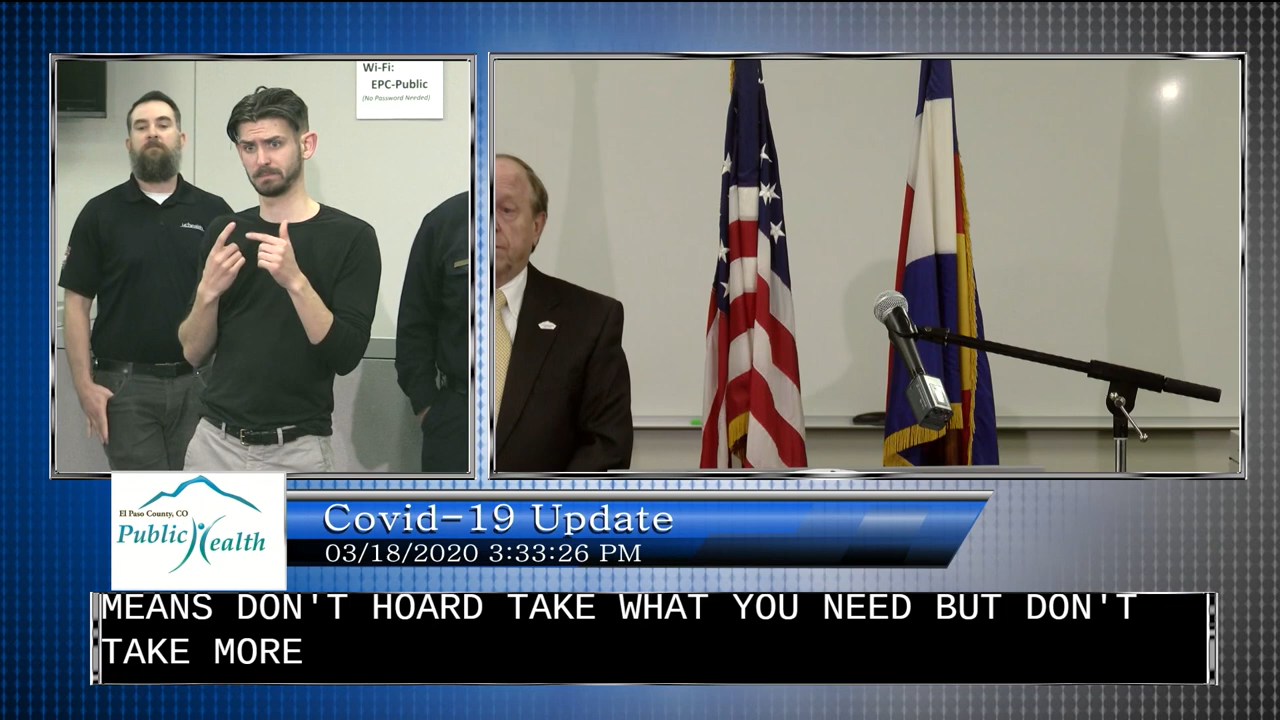 Wi-Fi:
EPC-Public
(No Password Needed)
El Paso County, CO
Public Health
Covid-19 Update
03/18/2020 3:33:26 PM
MEANS DON'T HOARD TAKE WHAT YOU NEED BUT DON'T
TAKE MORE